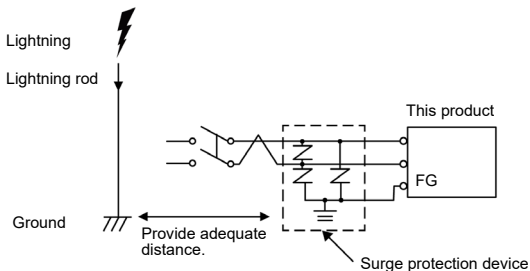 Lightning
Lightning rod
This product
FG
Ground
Provide adequate
distance.
Surge protection device